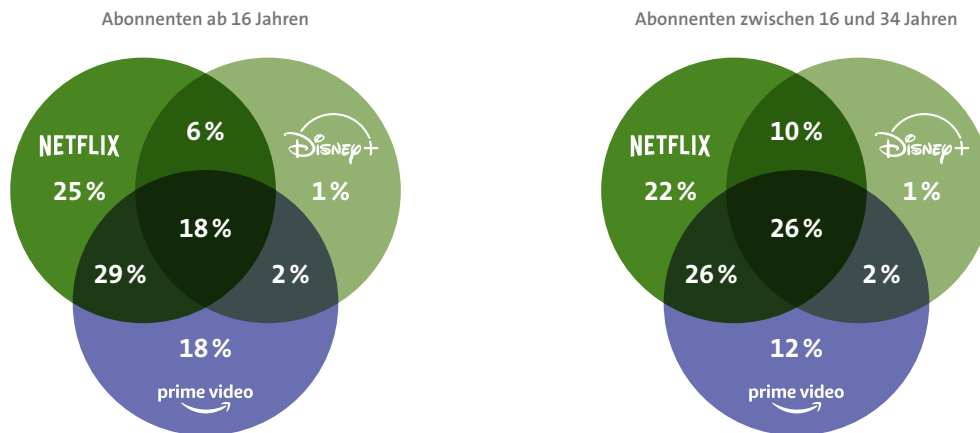 Abonnenten ab 16 Jahren
NETFLIX
6 %
Disney+
25 %
1 %
18 %
29 %
2 %
18 %
prime video
Abonnenten zwischen 16 und 34 Jahren
NETFLIX
10 %
Disney+
22 %
1 %
26 %
26 %
2 %
12 %
prime video